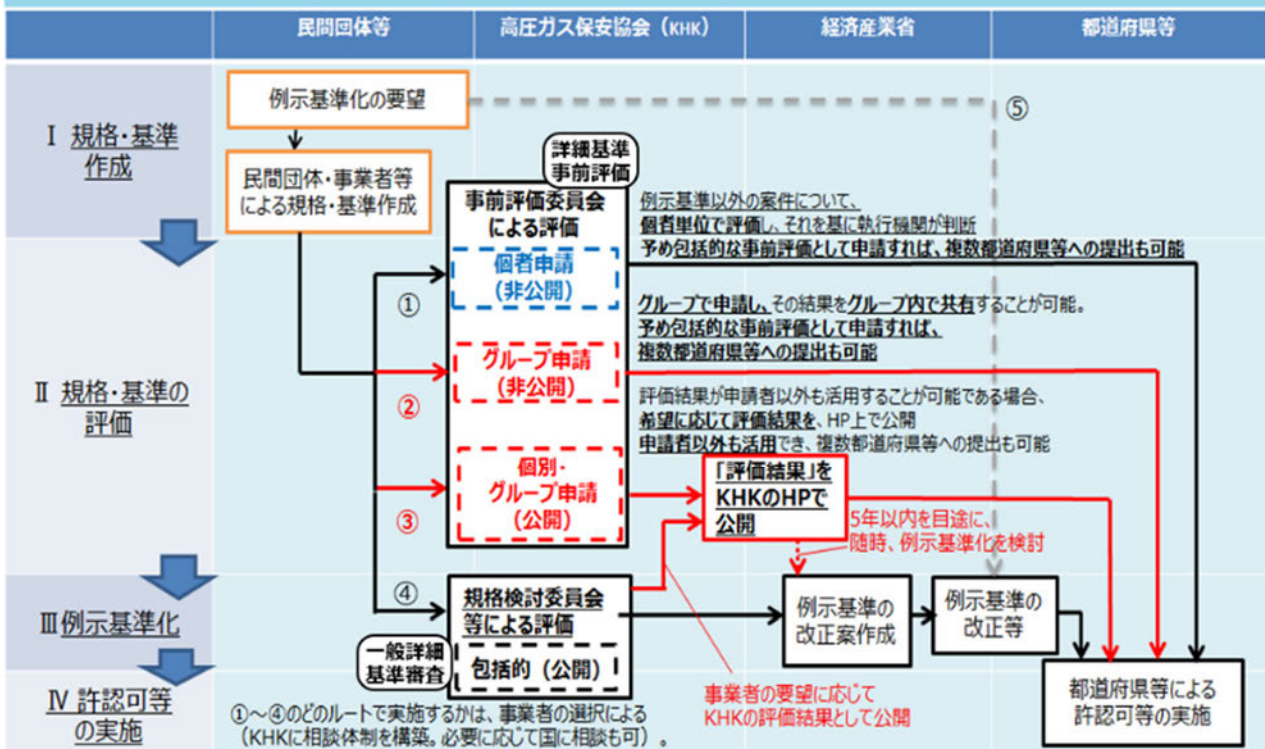 民間団体等
高圧ガス保安協会（KHK）
経済産業省
都道府県等
Ⅰ 規格・基準
作成
例示基準化の要望
⑤
民間団体・事業者等
による規格・基準作成
詳細基準
事前評価
事前評価委員会
による評価
例示基準以外の案件について、
個者単位で評価し、それを基に執行機関が判断
予め包括的な事前評価として申請すれば、複数都道府県等への提出も可能
Ⅱ 規格・基準の
評価
①
個者申請
（非公開）
グループで申請し、その結果をグループ内で共有することが可能。
予め包括的な事前評価として申請すれば、
複数都道府県等への提出も可能
②
グループ申請
（非公開）
評価結果が申請者以外も活用することが可能である場合、
希望に応じて評価結果を、HP上で公開
申請者以外も活用でき、複数都道府県等への提出も可能
③
個別・
グループ申請
（公開）
「評価結果」を
KHKのHPで
公開
5年以内を目途に、
随時、例示基準化を検討
Ⅲ例示基準化
④
規格検討委員会
等による評価
包括的（公開）
一般詳細
基準審査
例示基準の
改正案作成
例示基準の
改正等
事業者の要望に応じて
KHKの評価結果として公開
Ⅳ 許認可等
の実施
都道府県等による
許認可等の実施
①～④のどのルートで実施するかは、事業者の選択による
（KHKに相談体制を構築。必要に応じて国に相談も可）。